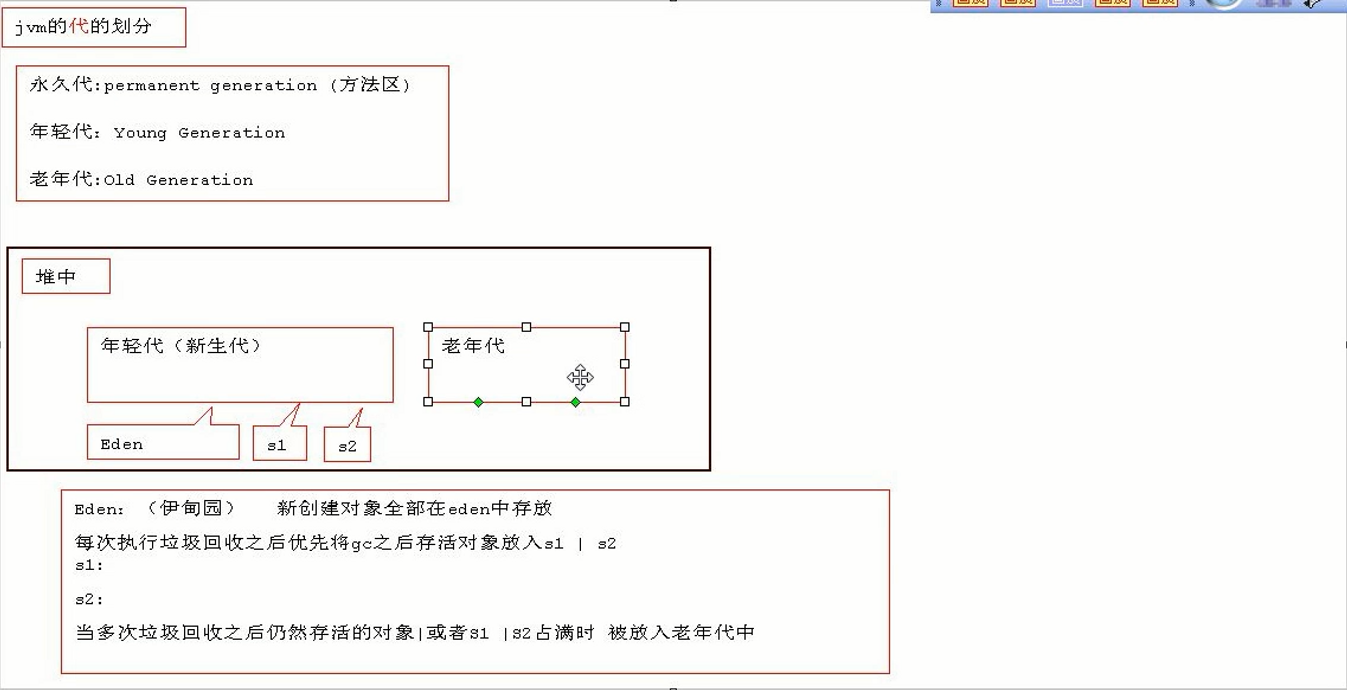 jvm的代的划分
永久代:permanent generation (方法区)
年轻代: Young Generation
老年代:Old Generation
堆中
年轻代（新生代）
老年代
Eden
s1
s2
Eden: （伊甸园） 新创建对象全部在eden中存放
每次执行垃圾回收之后优先将gc之后存活对象放入s1 | s2
s1:
s2:
当多次垃圾回收之后仍然存活的对象|或者s1 |s2占满时 被放入老年代中